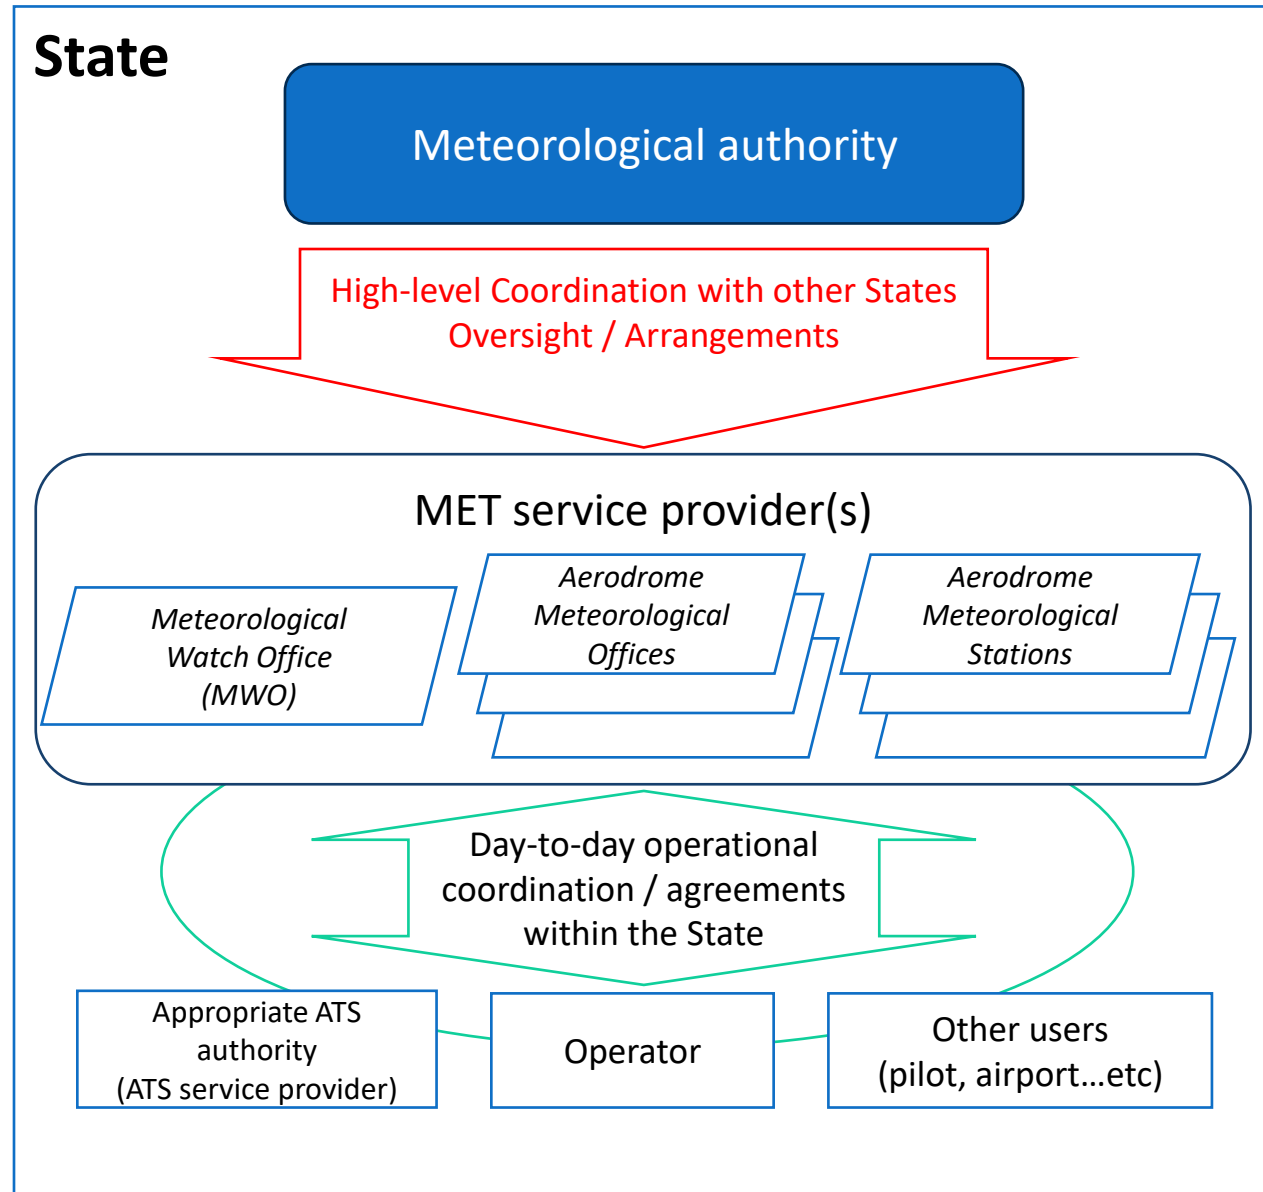 State
Meteorological authority
High-level Coordination with other States
Oversight / Arrangements
MET service provider(s)
Meteorological
Watch Office
(MWO)
Aerodrome
Meteorological
Offices
Aerodrome
Meteorological
Stations
Day-to-day operational
coordination / agreements
within the State
Appropriate ATS
authority
(ATS service provider)
Operator
Other users
(pilot, airport...etc)